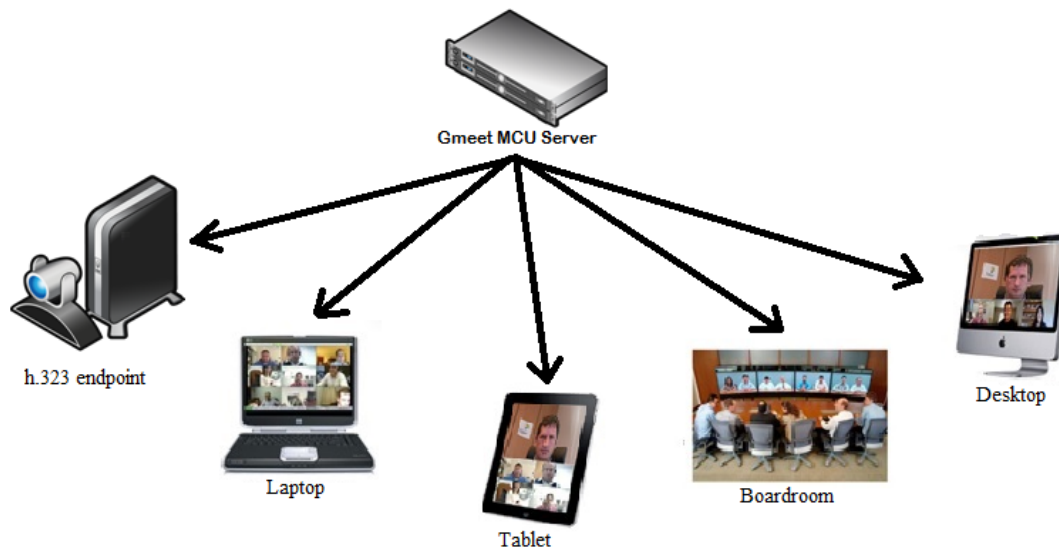 Gmeet MCU Server
h.323 endpoint
Laptop
Tablet
Boardroom
Desktop